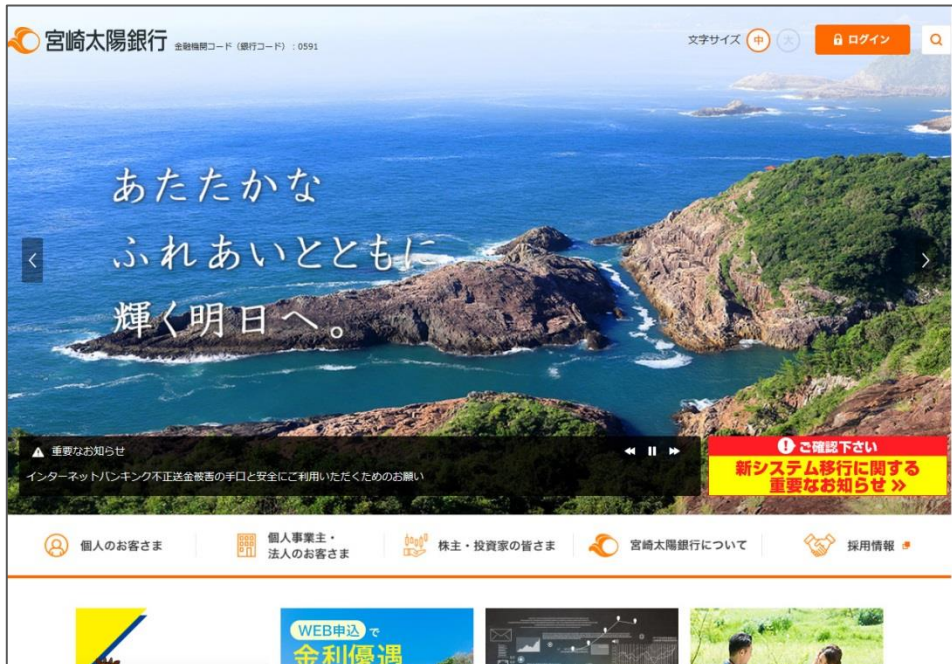 宮崎太陽銀行 金融機関コード（銀行コード）：0591
文字サイズ 中 大 ログイン
あたたかな
ふれあいとともに
輝く明日へ。
重要なお知らせ
インターネットバンキング不正送金被害の手口と安全にご利用いただくためのお願い
ご確認下さい
新システム移行に関する
重要なお知らせ
個人のお客さま
個人事業主・
法人のお客さま
株主・投資家の皆さま
宮崎太陽銀行について
採用情報
WEB申込で
金利優遇